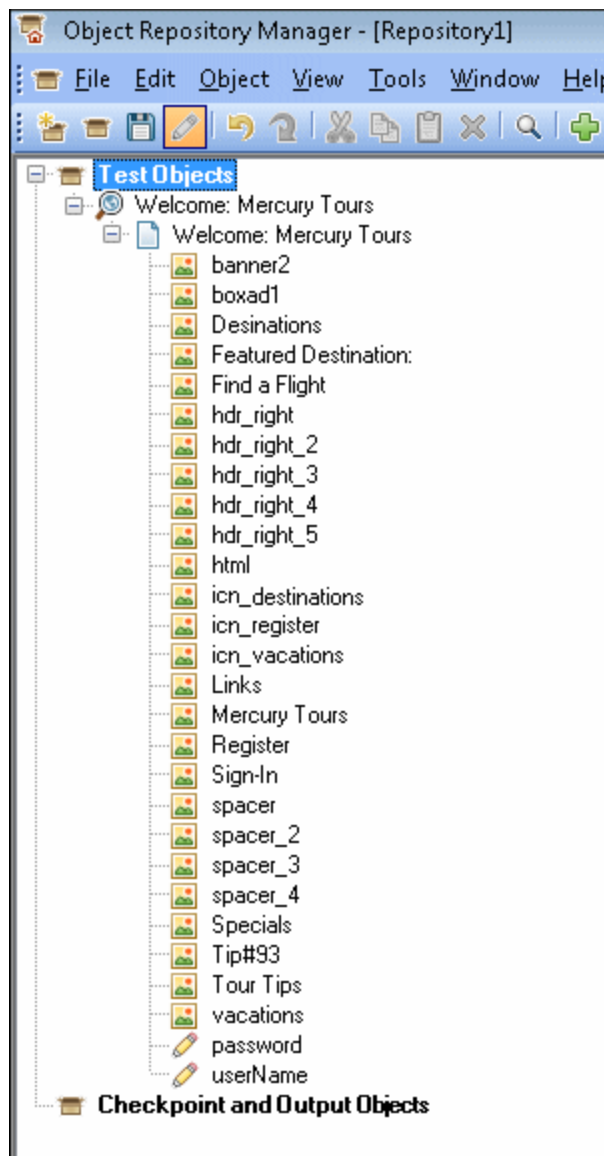 Object Repository Manager - [Repository1]
File Edit Object View Tools Window Help
Test Objects
Welcome: Mercury Tours
Welcome: Mercury Tours
banner2
boxad1
Desinations
Featured Destination:
Find a Flight
hdr_right
hdr_right_2
hdr_right_3
hdr_right_4
hdr_right_5
html
icn_destinations
icn_register
icn_vacations
Links
Mercury Tours
Register
Sign-In
spacer
spacer_2
spacer_3
spacer_4
Specials
Tip#93
Tour Tips
vacations
password
userName
Checkpoint and Output Objects